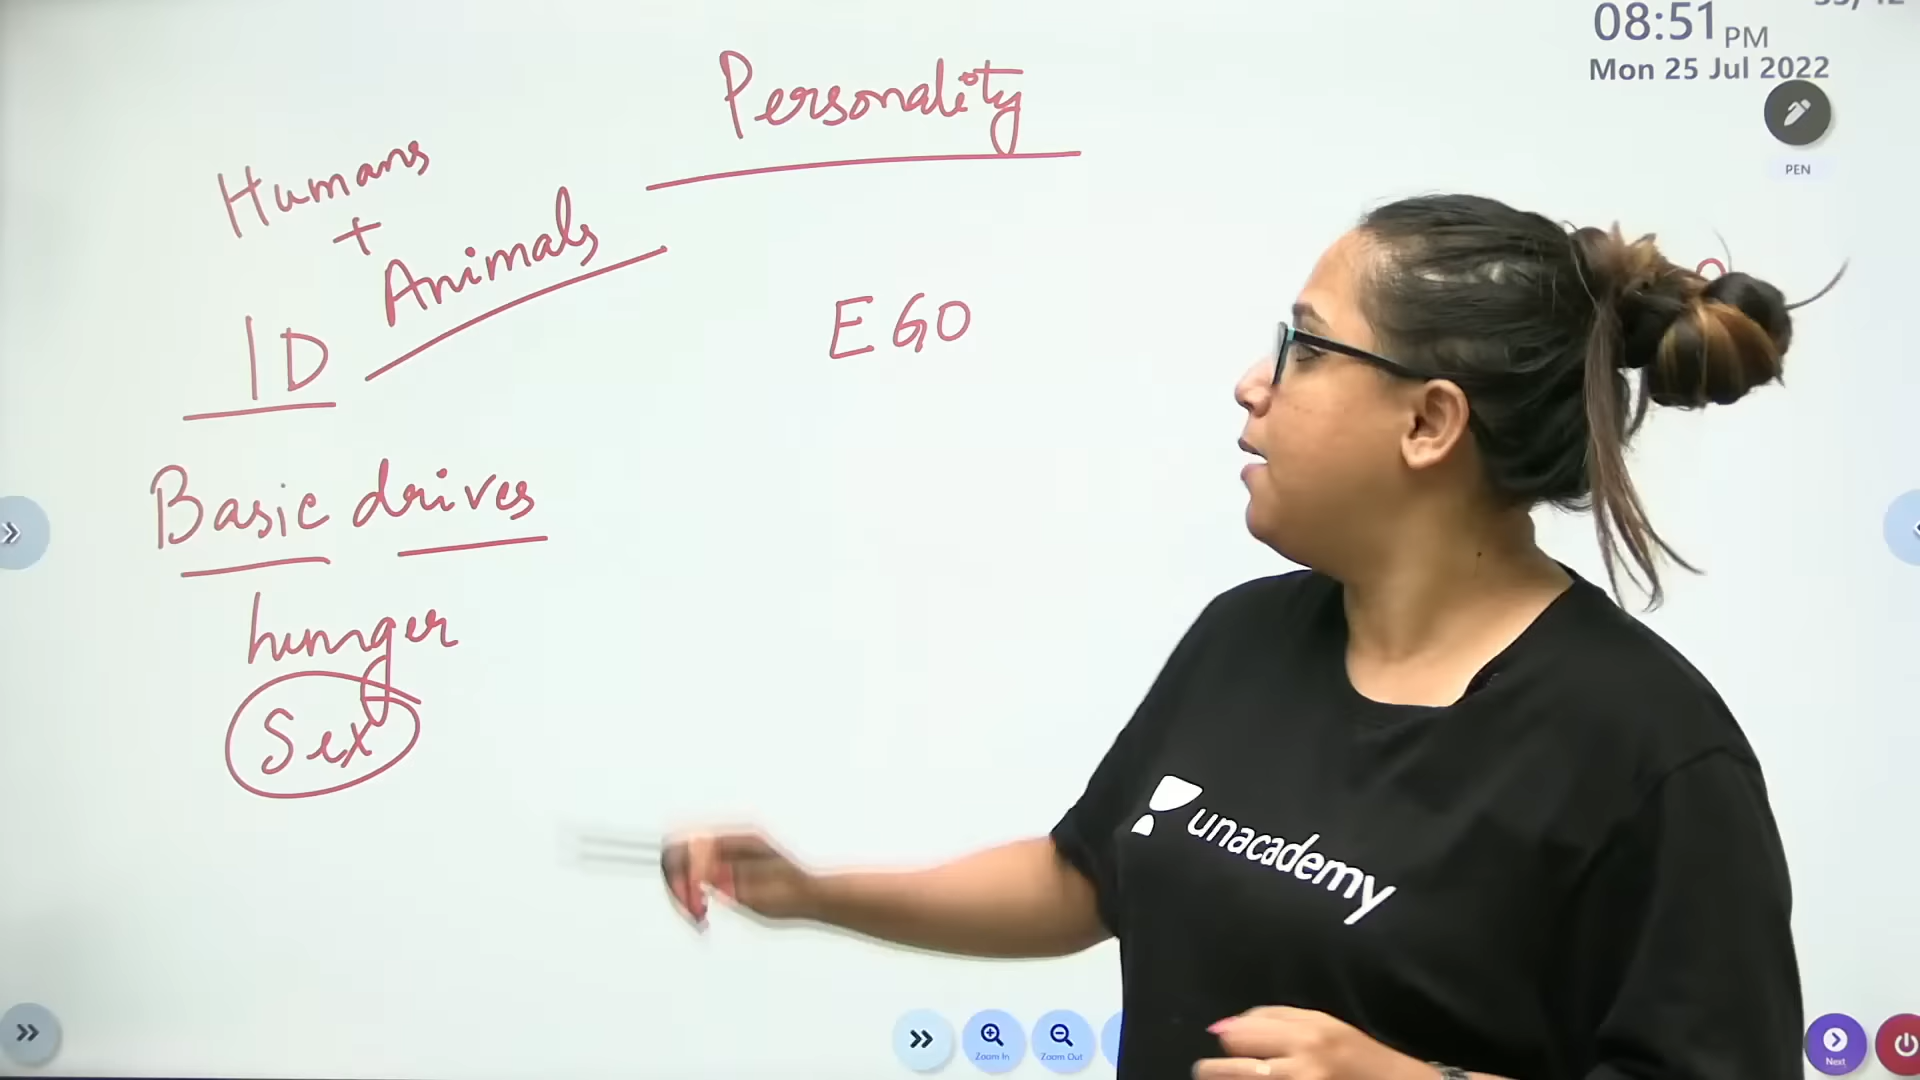 08:51 PM
Mon 25 Jul 2022
PEN
Personality
Humans
+
Animals
ID
EGO
Basic drives
hunger
Sex
unacademy
Zoom In
Zoom Out
Next